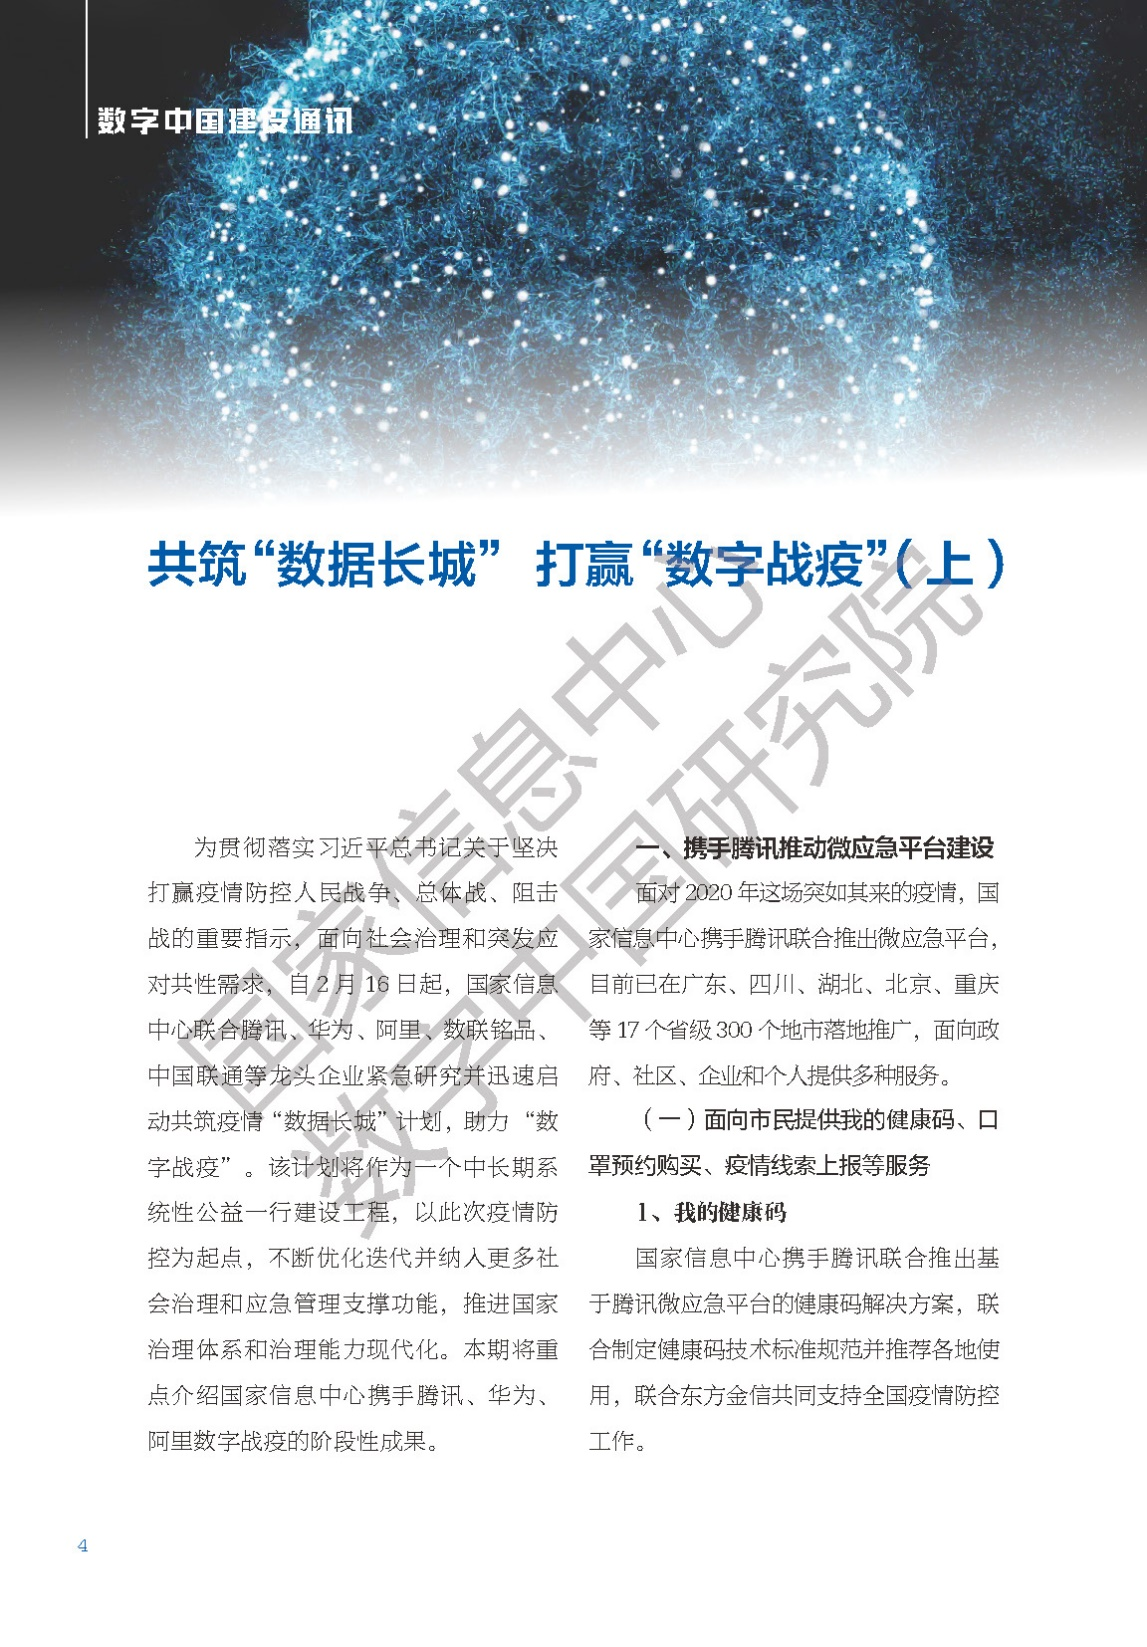 数字中国建设通讯
共筑“数据长城” 打赢“数字战疫”（上）
为贯彻落实习近平总书记关于坚决
打赢疫情防控人民战争、总体战、阻击
战的重要指示，面向社会治理和突发应
对共性需求，自 2 月 16 日起，国家信息
中心联合腾讯、华为、阿里、数联铭品、
中国联通等龙头企业紧急研究并迅速启
动共筑疫情“数据长城”计划，助力“数
字战疫”。该计划将作为一个中长期系
统性公益一行建设工程，以此次疫情防
控为起点，不断优化迭代并纳入更多社
会治理和应急管理支撑功能，推进国家
治理体系和治理能力现代化。本期将重
点介绍国家信息中心携手腾讯、华为、
阿里数字战疫的阶段性成果。
一、携手腾讯推动微应急平台建设
面对 2020 年这场突如其来的疫情，国
家信息中心携手腾讯联合推出微应急平台，
目前已在广东、四川、湖北、北京、重庆
等 17 个省级 300 个地市落地推广，面向政
府、社区、企业和个人提供多种服务。
（一）面向市民提供我的健康码、口
罩预约购买、疫情线索上报等服务
1、我的健康码
国家信息中心携手腾讯联合推出基
于腾讯微应急平台的健康码解决方案，联
合制定健康码技术标准规范并推荐各地使
用，联合东方金信共同支持全国疫情防控
工作。
国家信息中心
数字中国研究院
4